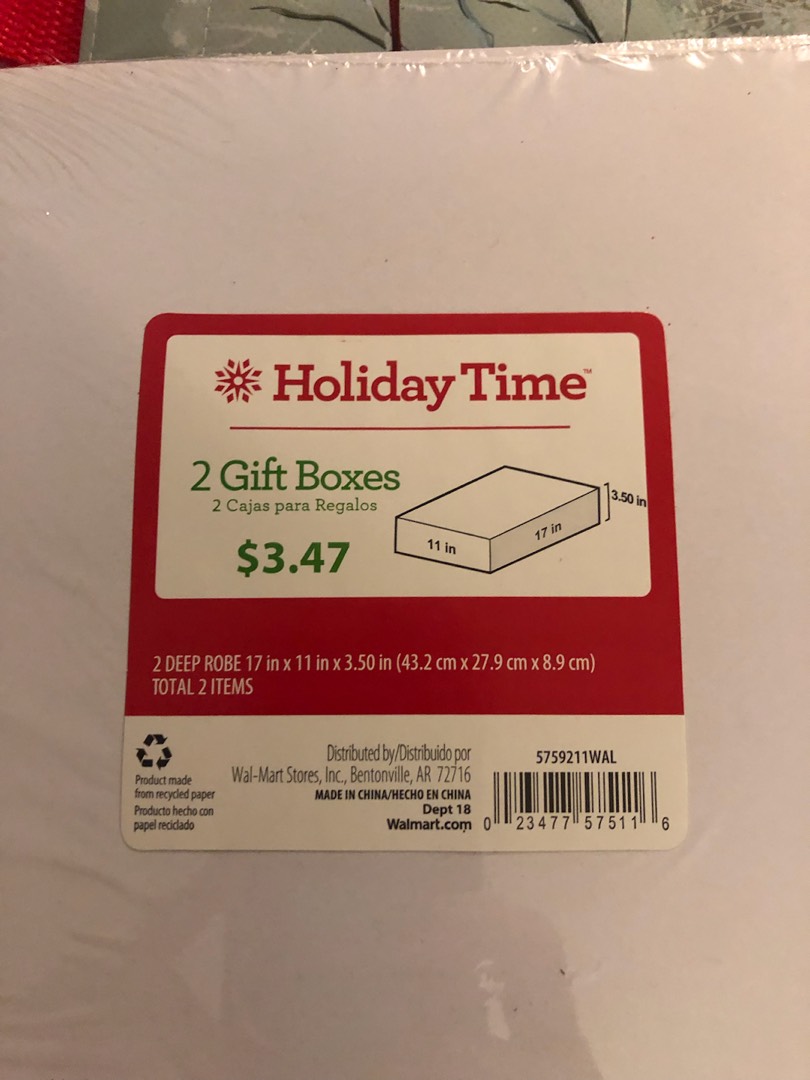 Holiday Time™
2 Gift Boxes
2 Cajas para Regalos
$3.47
3.50 in
11 in
17 in
2 DEEP ROBE 17 in x 11 in x 3.50 in (43.2 cm x 27.9 cm x 8.9 cm)
TOTAL 2 ITEMS
Product made
from recycled paper
Producto hecho con
papel reciclado
Distributed by/Distribuido por
Wal-Mart Stores, Inc., Bentonville, AR 72716
MADE IN CHINA/HECHO EN CHINA
Dept 18
Walmart.com
5759211WAL
0 23477 57511 6